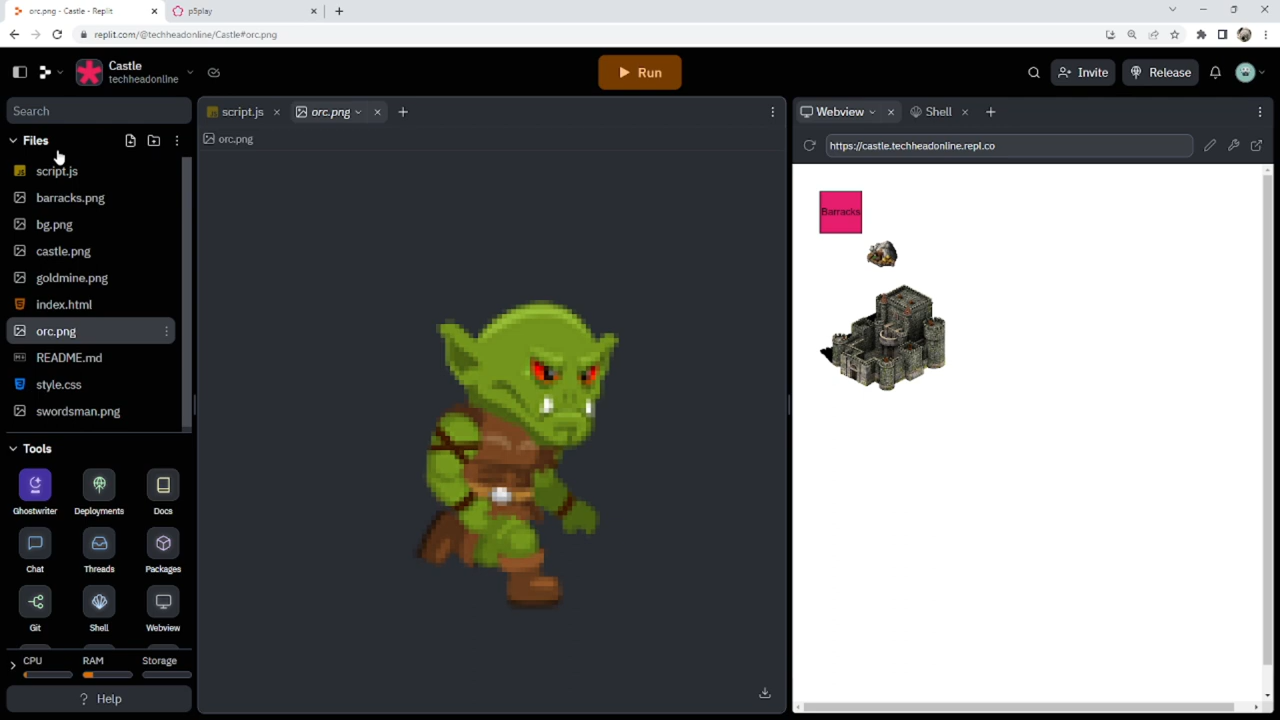 orc.png - Castle - Replit
p5play
replit.com/@techheadonline/Castle#orc.png
Castle
techheadonline
Run
Invite
Release
Search
script.js
orc.png
Webview
Shell
Files
orc.png
https://castle.techheadonline.repl.co
script.js
barracks.png
bg.png
castle.png
goldmine.png
index.html
orc.png
README.md
style.css
swordsman.png
Barracks
Tools
Ghostwriter
Deployments
Docs
Chat
Threads
Packages
Git
Shell
Webview
CPU
RAM
Storage
? Help